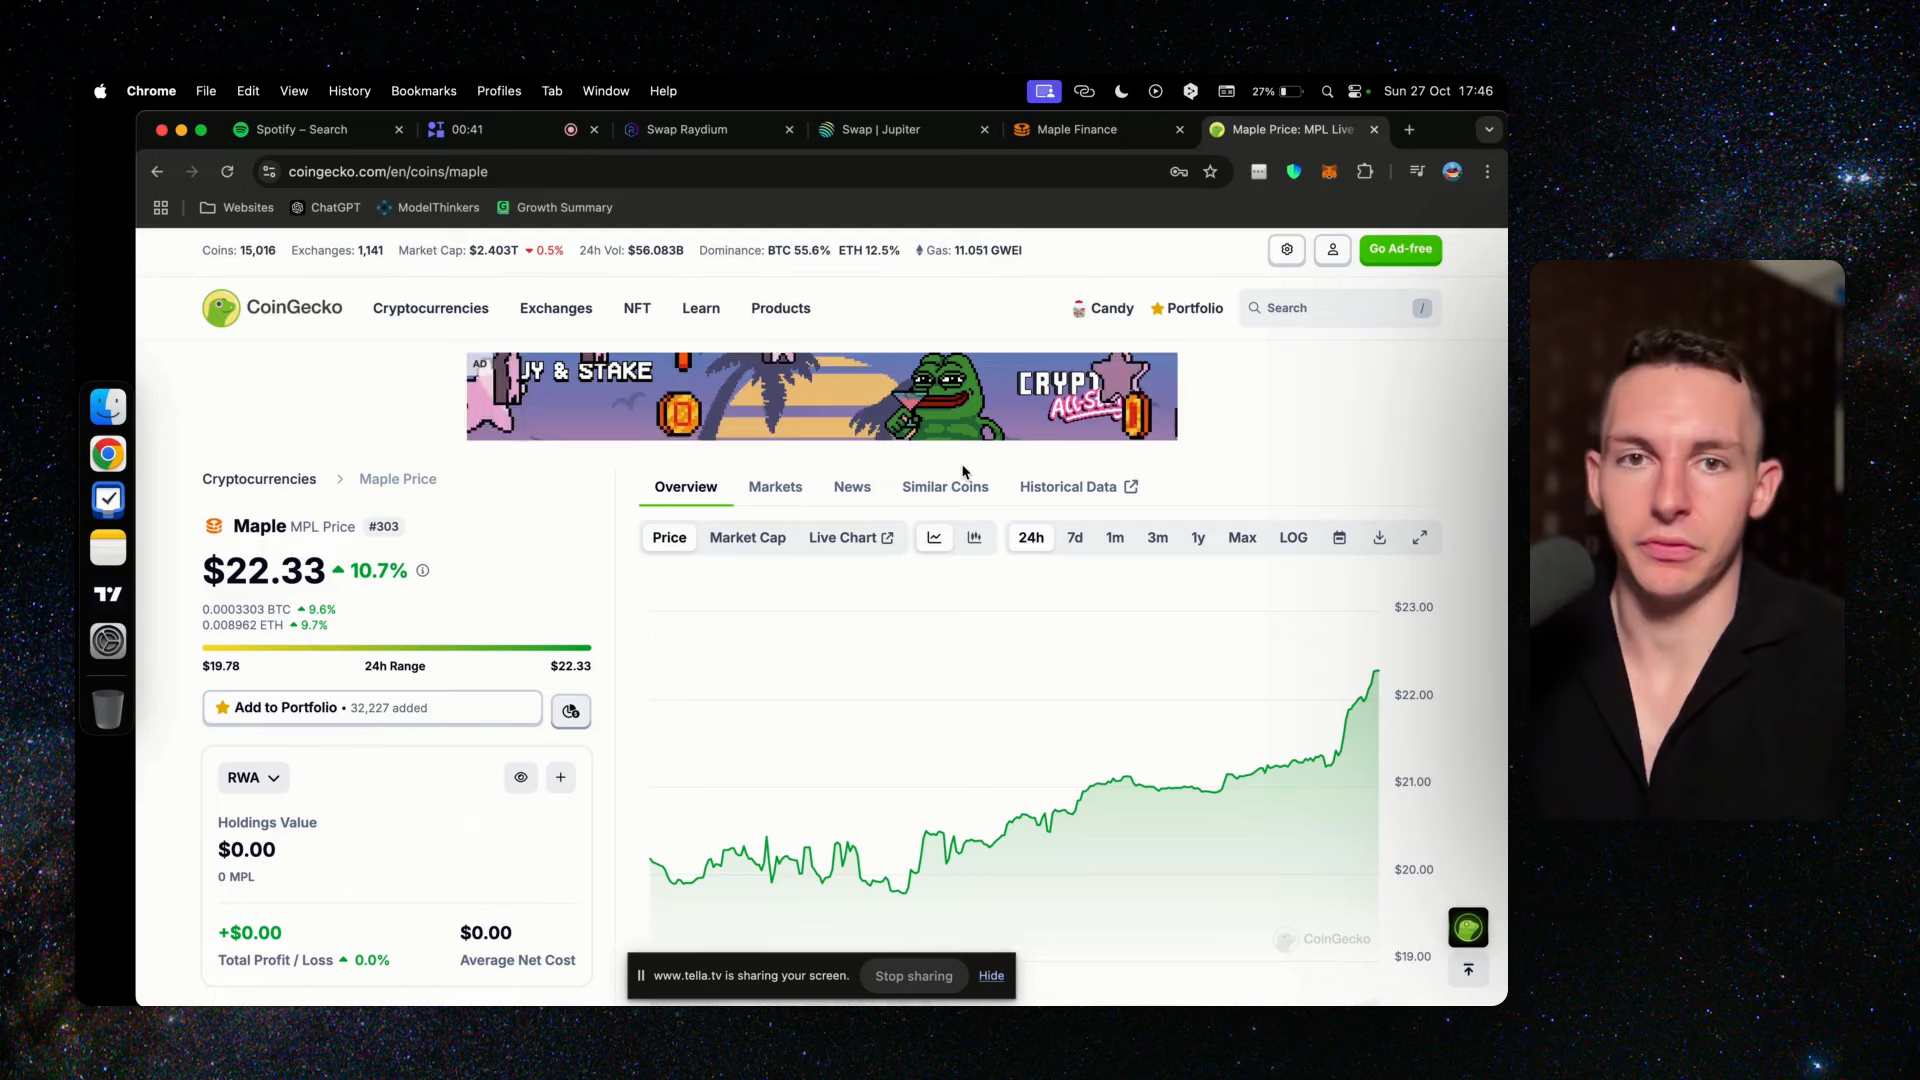 Chrome File Edit View History Bookmarks Profiles Tab Window Help 27% Sun 27 Oct 17:46
Spotify – Search 00:41 Swap Raydium Swap | Jupiter Maple Finance Maple Price: MPL Live
coingecko.com/en/coins/maple
Websites ChatGPT ModelThinkers Growth Summary
Coins: 15,016 Exchanges: 1,141 Market Cap: $2.403T 0.5% 24h Vol: $56.083B Dominance: BTC 55.6% ETH 12.5% Gas: 11.051 GWEI Go Ad-free
CoinGecko Cryptocurrencies Exchanges NFT Learn Products Candy Portfolio Search /
AD
& STAKE
Cryptocurrencies Maple Price
Overview Markets News Similar Coins Historical Data
Maple MPL Price #303
Price Market Cap Live Chart 24h 7d 1m 3m 1y Max LOG
$22.33 10.7%
0.0003303 BTC 9.6%
0.008962 ETH 9.7%
$19.78 24h Range $22.33
Add to Portfolio • 32,227 added
RWA
Holdings Value
$0.00
0 MPL
+$0.00 $0.00
Total Profit / Loss 0.0% Average Net Cost
$23.00
$22.00
$21.00
$20.00
CoinGecko
$19.00
www.tella.tv is sharing your screen. Stop sharing Hide